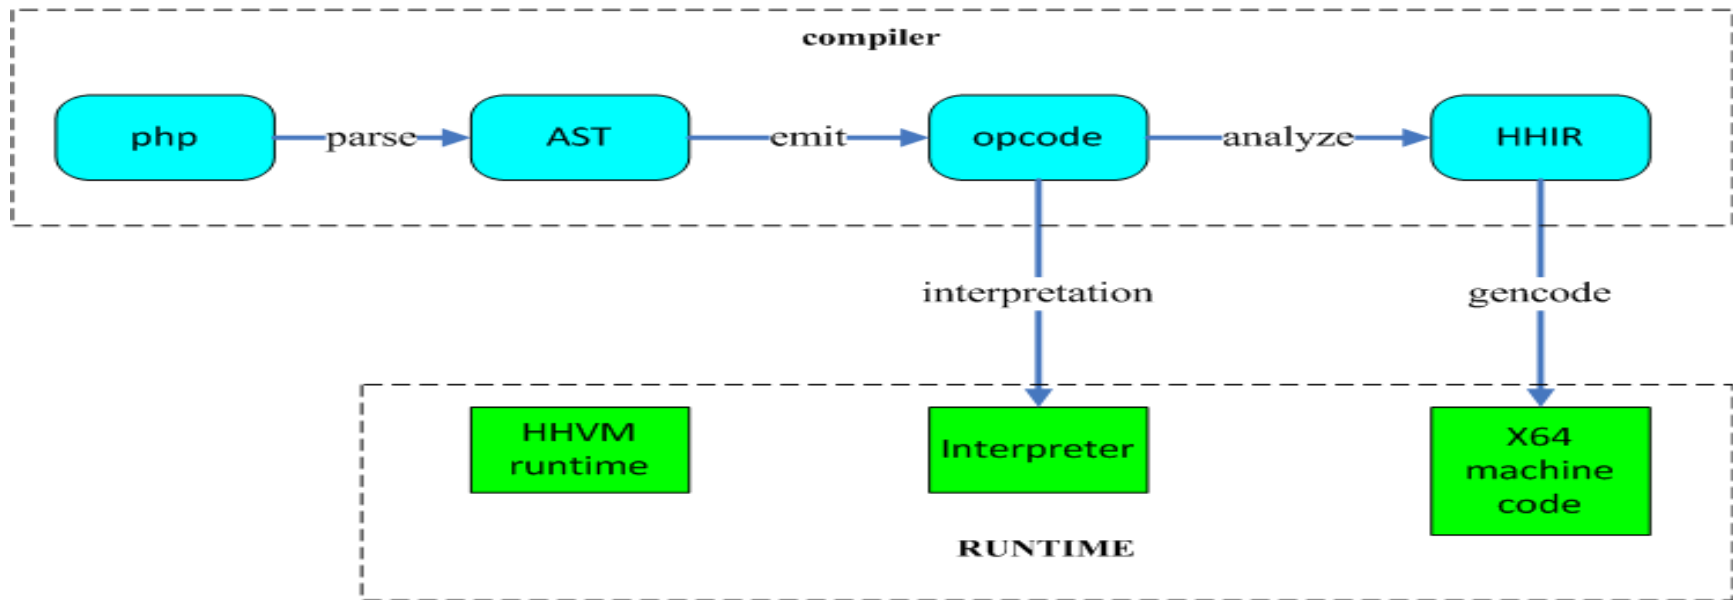 compiler
php
parse
AST
emit
opcode
analyze
HHIR
interpretation
gencode
HHVM
runtime
Interpreter
X64
machine
code
RUNTIME